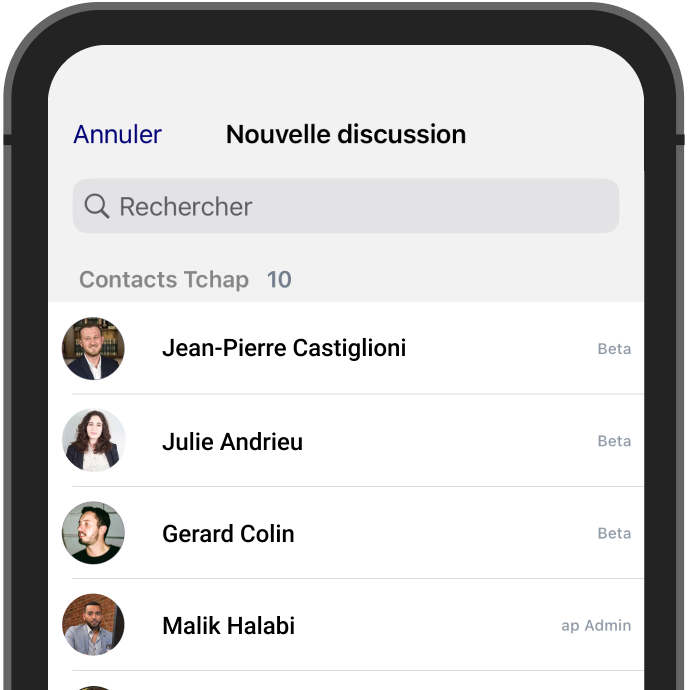 Annuler Nouvelle discussion
Rechercher
Contacts Tchap 10
Jean-Pierre Castiglioni Beta
Julie Andrieu Beta
Gerard Colin Beta
Malik Halabi ap Admin